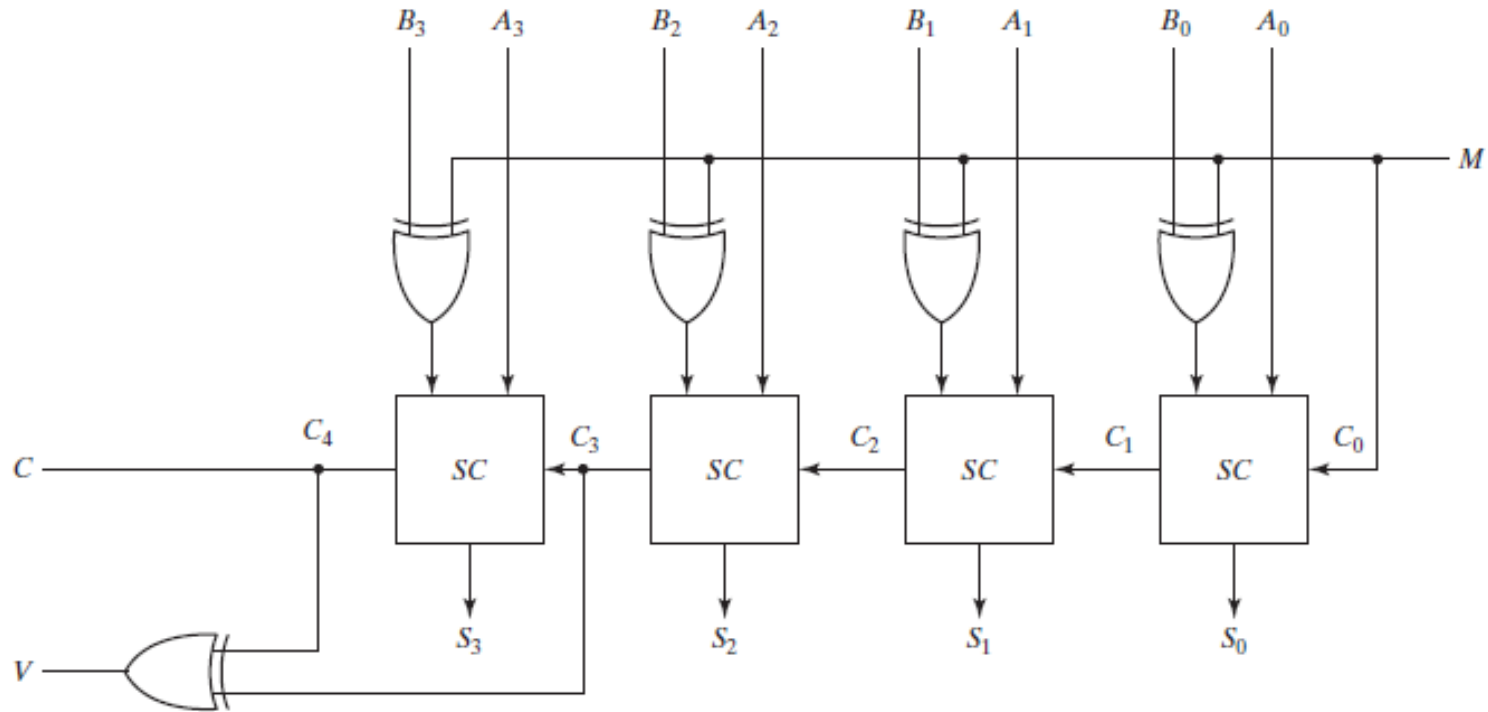 B₃ A₃ B₂ A₂ B₁ A₁ B₀ A₀
M
C₄ C₃ C₂ C₁ C₀
C SC SC SC SC
S₃ S₂ S₁ S₀
V